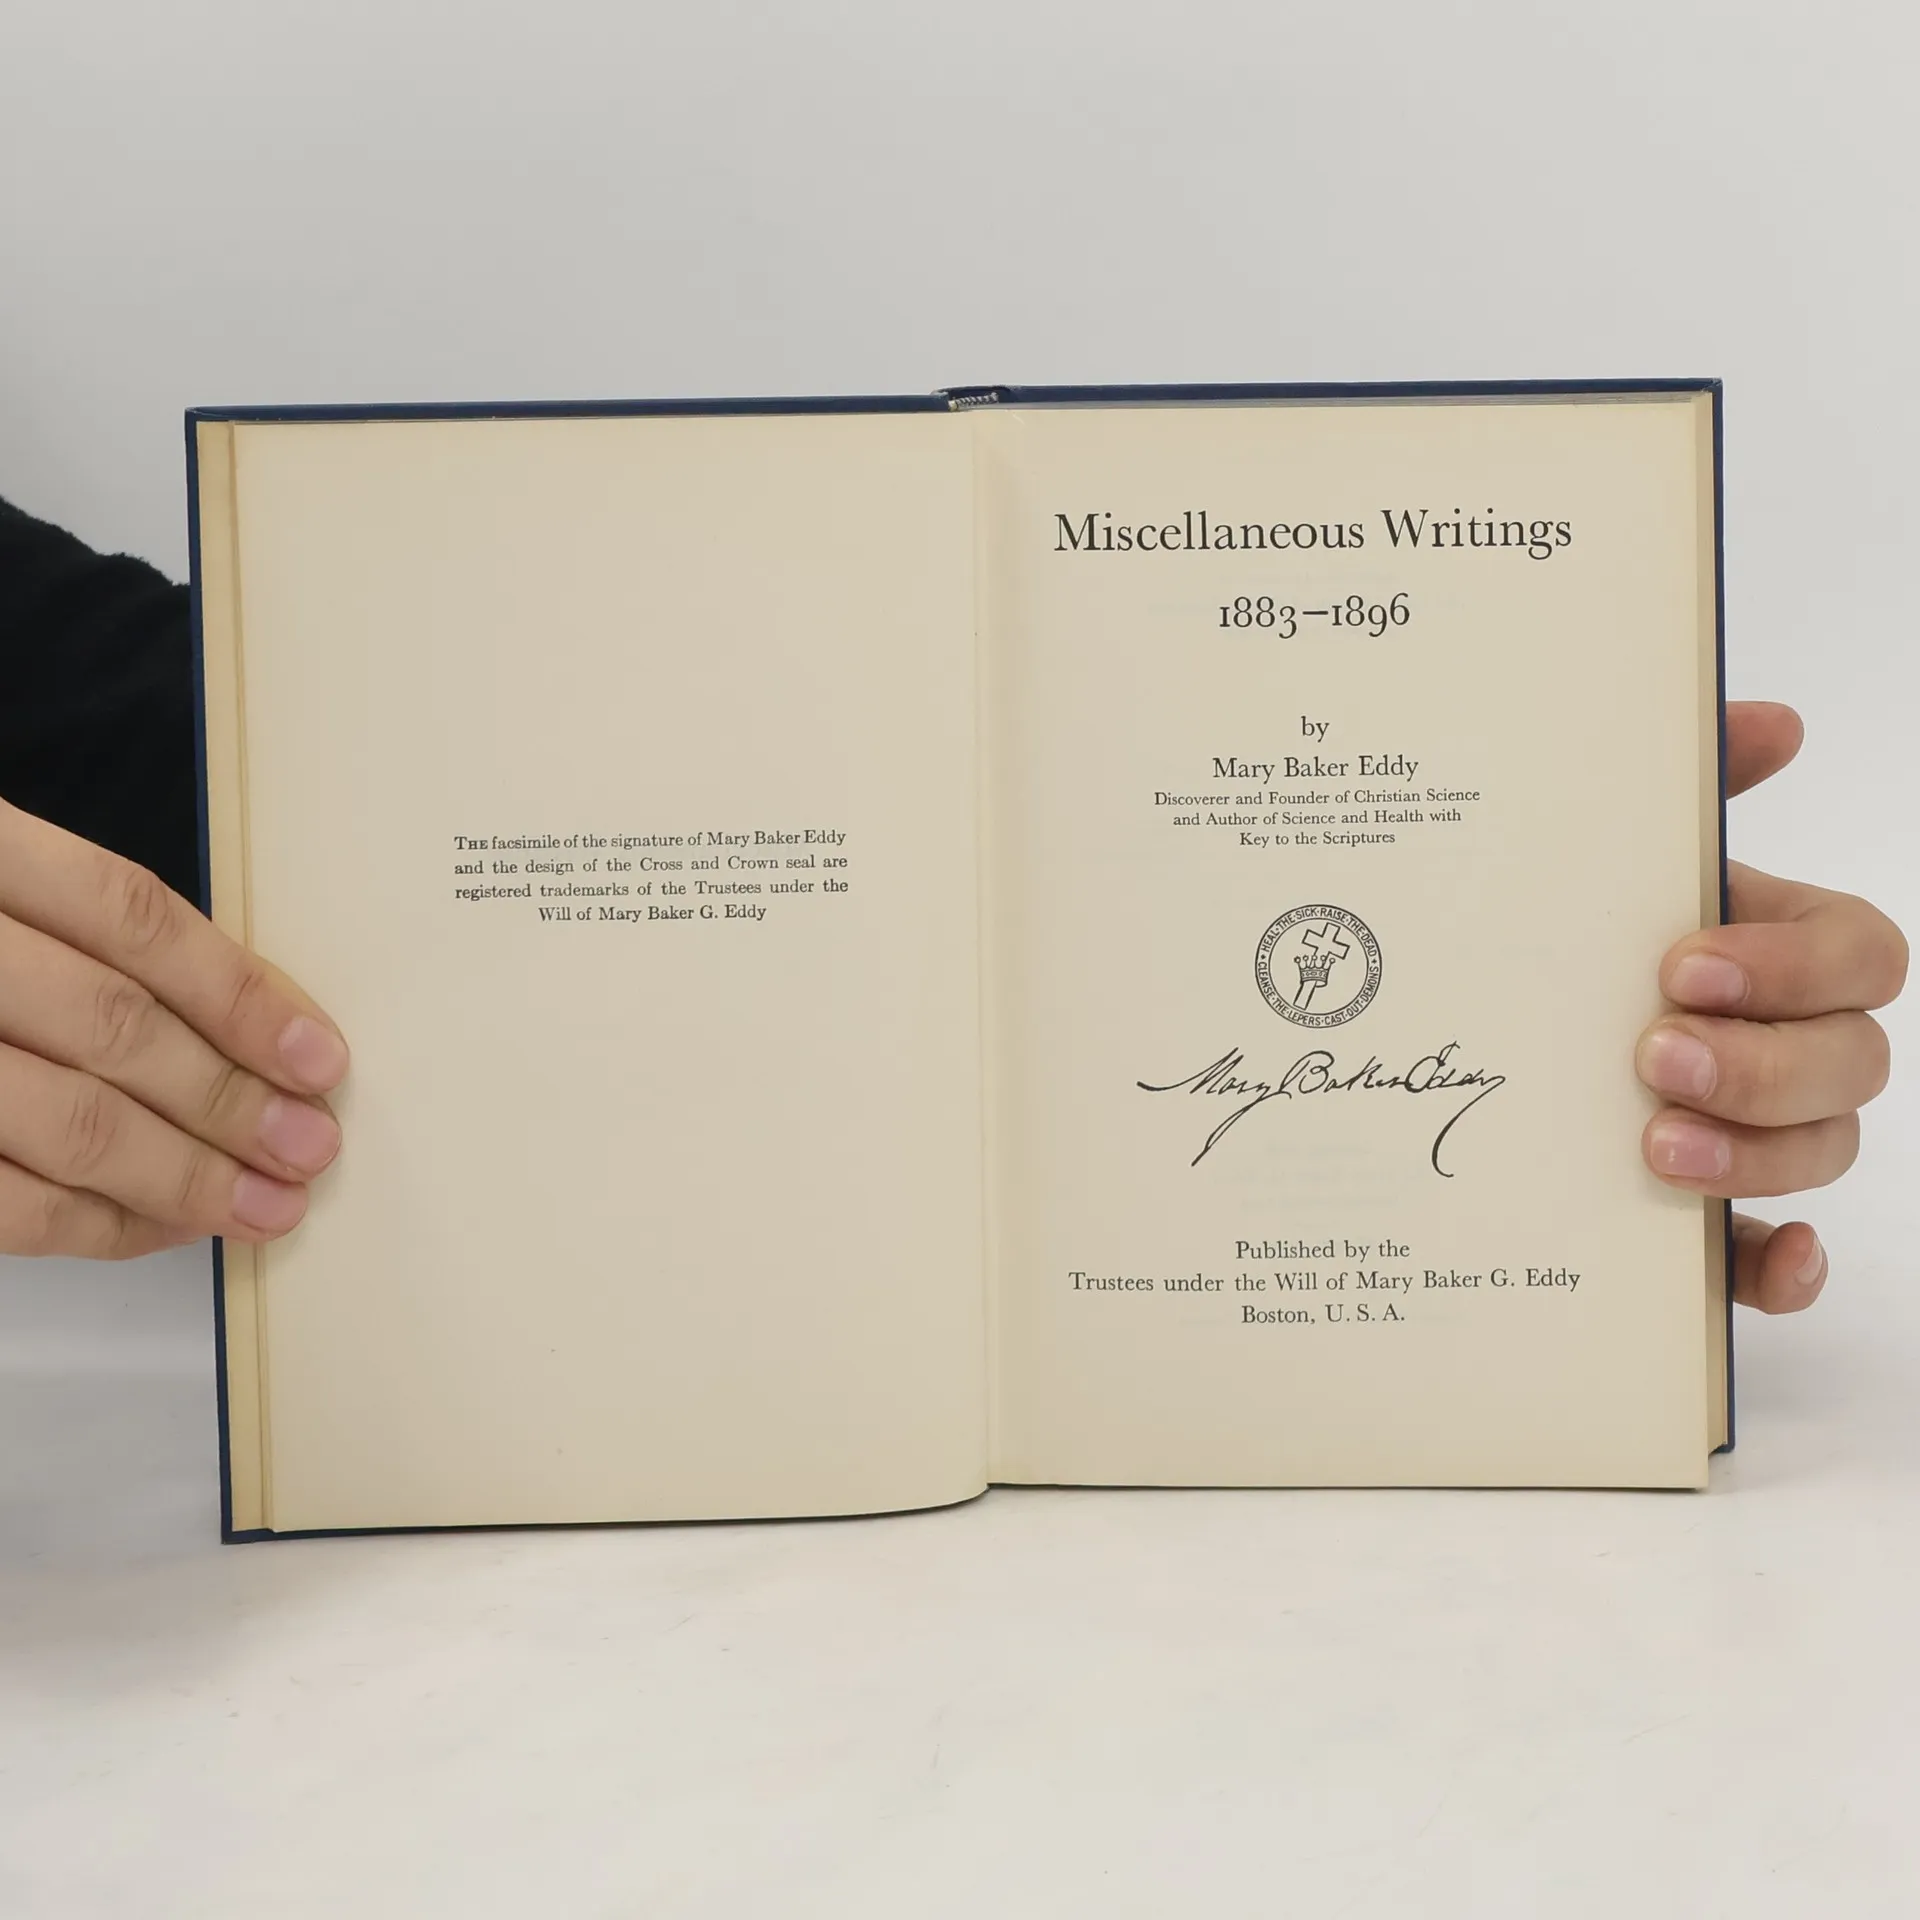 THE facsimile of the signature of Mary Baker Eddy
and the design of the Cross and Crown seal are
registered trademarks of the Trustees under the
Will of Mary Baker G. Eddy
Miscellaneous Writings
1883–1896
by
Mary Baker Eddy
Discoverer and Founder of Christian Science
and Author of Science and Health with
Key to the Scriptures
HEAL·THE·SICK·RAISE·THE·DEAD
CLEANSE·THE·LEPERS·CAST·OUT·DEMONS
Mary Baker Eddy
Published by the
Trustees under the Will of Mary Baker G. Eddy
Boston, U. S. A.